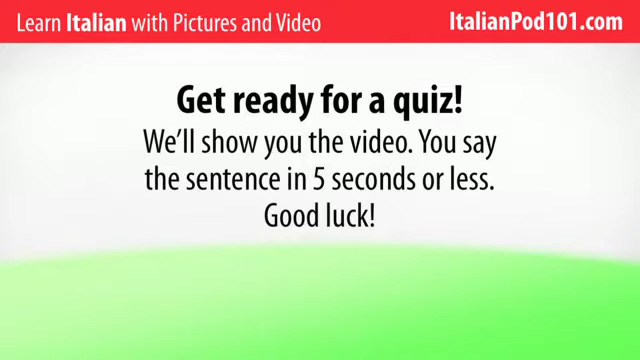 Learn Italian with Pictures and Video
ItalianPod101.com
Get ready for a quiz!
We'll show you the video. You say
the sentence in 5 seconds or less.
Good luck!